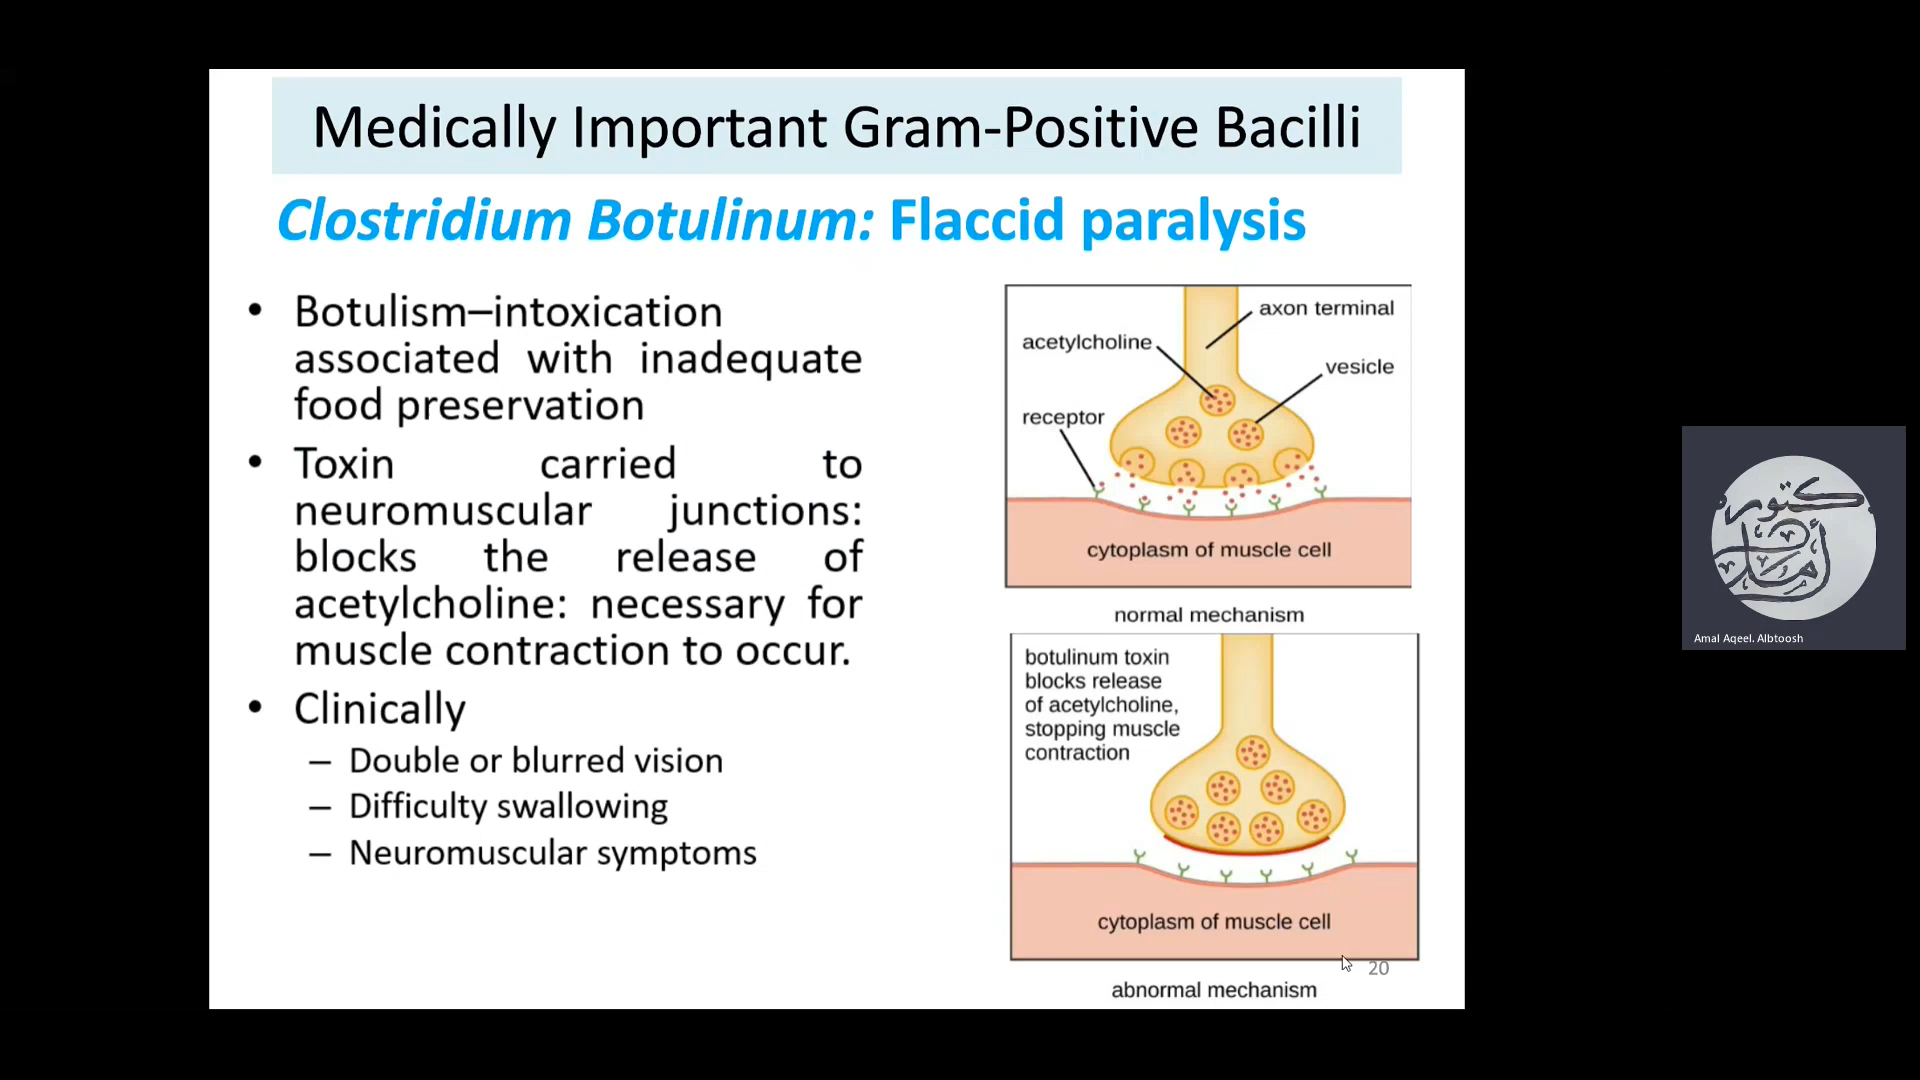 Medically Important Gram-Positive Bacilli
Clostridium Botulinum: Flaccid paralysis
• Botulism–intoxication
associated with inadequate
food preservation
• Toxin carried to
neuromuscular junctions:
blocks the release of
acetylcholine: necessary for
muscle contraction to occur.
• Clinically
– Double or blurred vision
– Difficulty swallowing
– Neuromuscular symptoms
axon terminal
acetylcholine
vesicle
receptor
cytoplasm of muscle cell
normal mechanism
botulinum toxin
blocks release
of acetylcholine,
stopping muscle
contraction
cytoplasm of muscle cell
20
abnormal mechanism
دكتورة
أمل
Amal Aqeel. Albtoosh